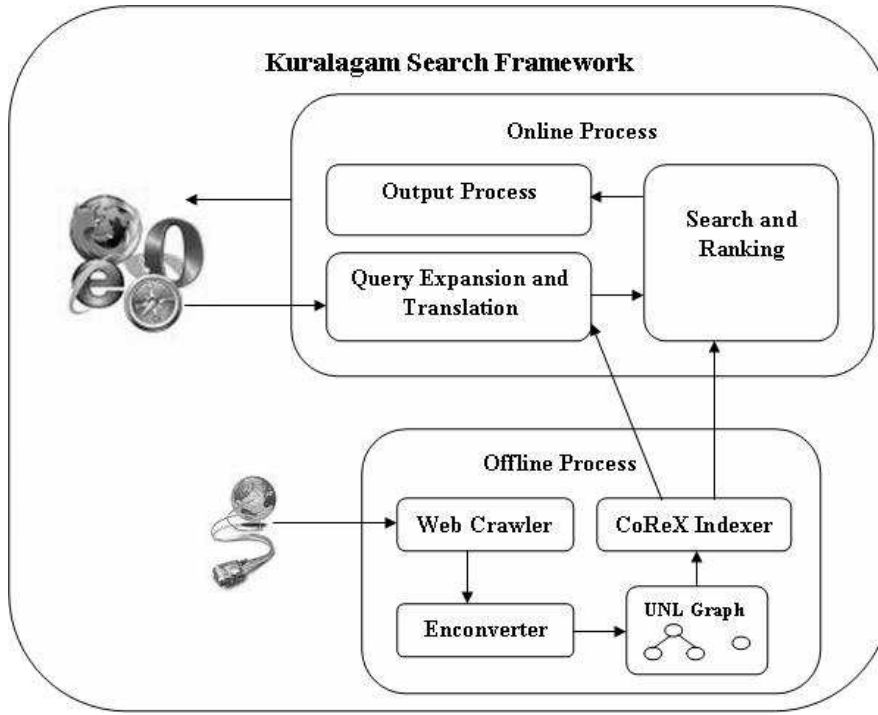 Kuralagam Search Framework
Online Process
Output Process
Search and
Ranking
Query Expansion and
Translation
Offline Process
Web Crawler
CoReX Indexer
Enconverter
UNL Graph